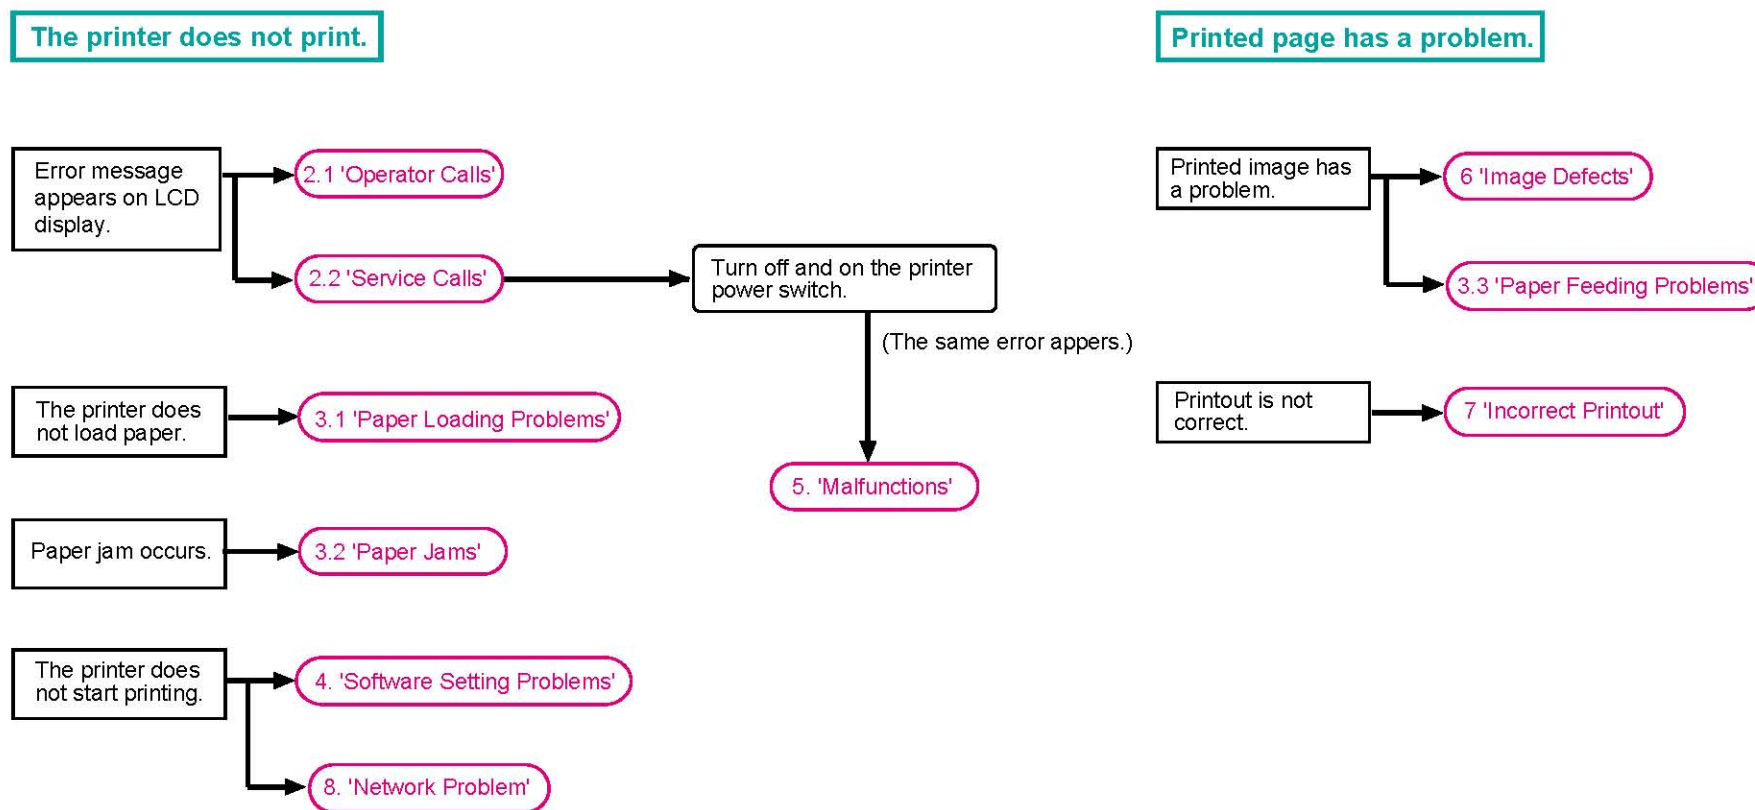 The printer does not print.
Error message
appears on LCD
display.
2.1 'Operator Calls'
2.2 'Service Calls'
Turn off and on the printer
power switch.
(The same error appers.)
5. 'Malfunctions'
The printer does
not load paper.
3.1 'Paper Loading Problems'
Paper jam occurs.
3.2 'Paper Jams'
The printer does
not start printing.
4. 'Software Setting Problems'
8. 'Network Problem'
Printed page has a problem.
Printed image has
a problem.
6 'Image Defects'
3.3 'Paper Feeding Problems'
Printout is not
correct.
7 'Incorrect Printout'